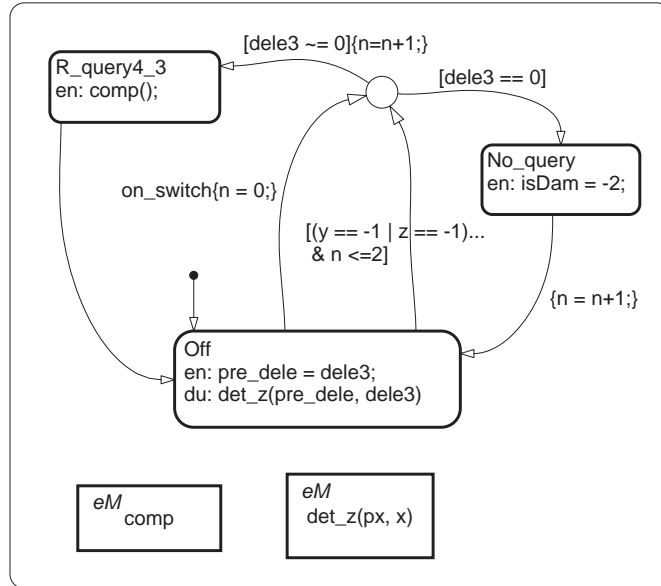 [dele3 ~= 0]{n=n+1;}
R_query4_3
en: comp();
[dele3 == 0]
No_query
en: isDam = -2;
on_switch{n = 0;}
[(y == -1 | z == -1)...
& n <=2]
{n = n+1;}
Off
en: pre_dele = dele3;
du: det_z(pre_dele, dele3)
eM
comp
eM
det_z(px, x)